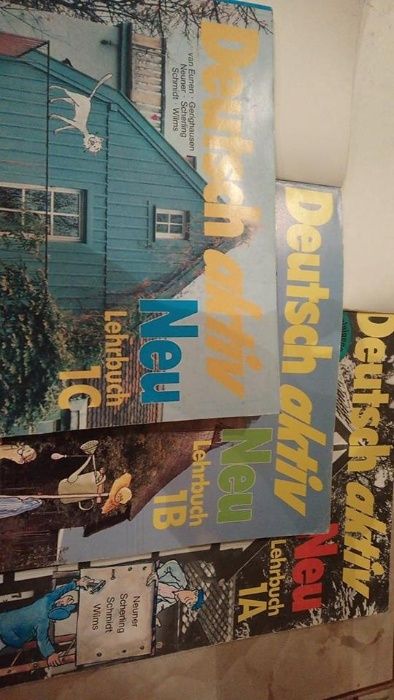 Deutsch aktiv
van Eunen · Gerighausen
Neuner · Scherling
Schmidt · Wilms
Neu
Lehrbuch
1C
Deutsch aktiv
Neu
Lehrbuch
1B
Deutsch aktiv
Neu
Lehrbuch
1A
Neuner
Scherling
Schmidt
Wilms